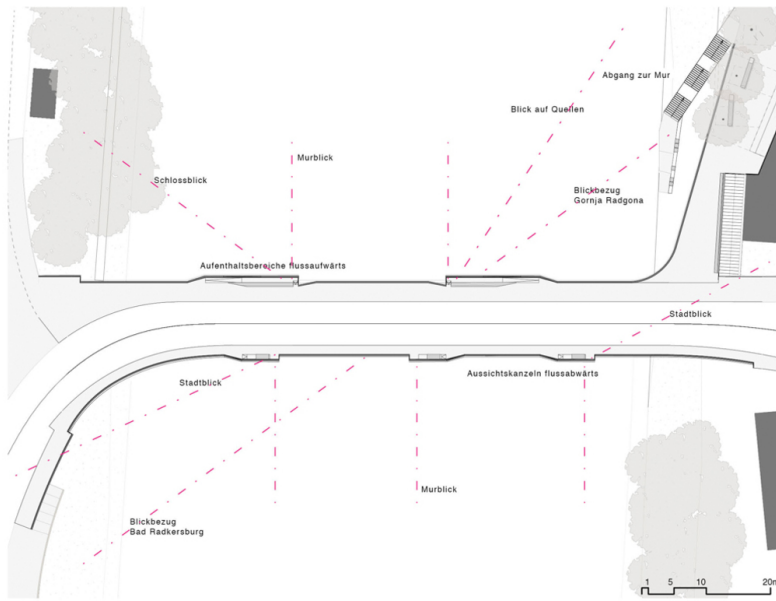 Abgang zur Mur
Blick auf Quellen
Murblick
Schlossblick
Blickbezug
Gornja Radgona
Aufenthaltsbereiche flussaufwärts
Stadtblick
Aussichtskanzeln flussabwärts
Stadtblick
Murblick
Blickbezug
Bad Radkersburg
1 5 10 20m